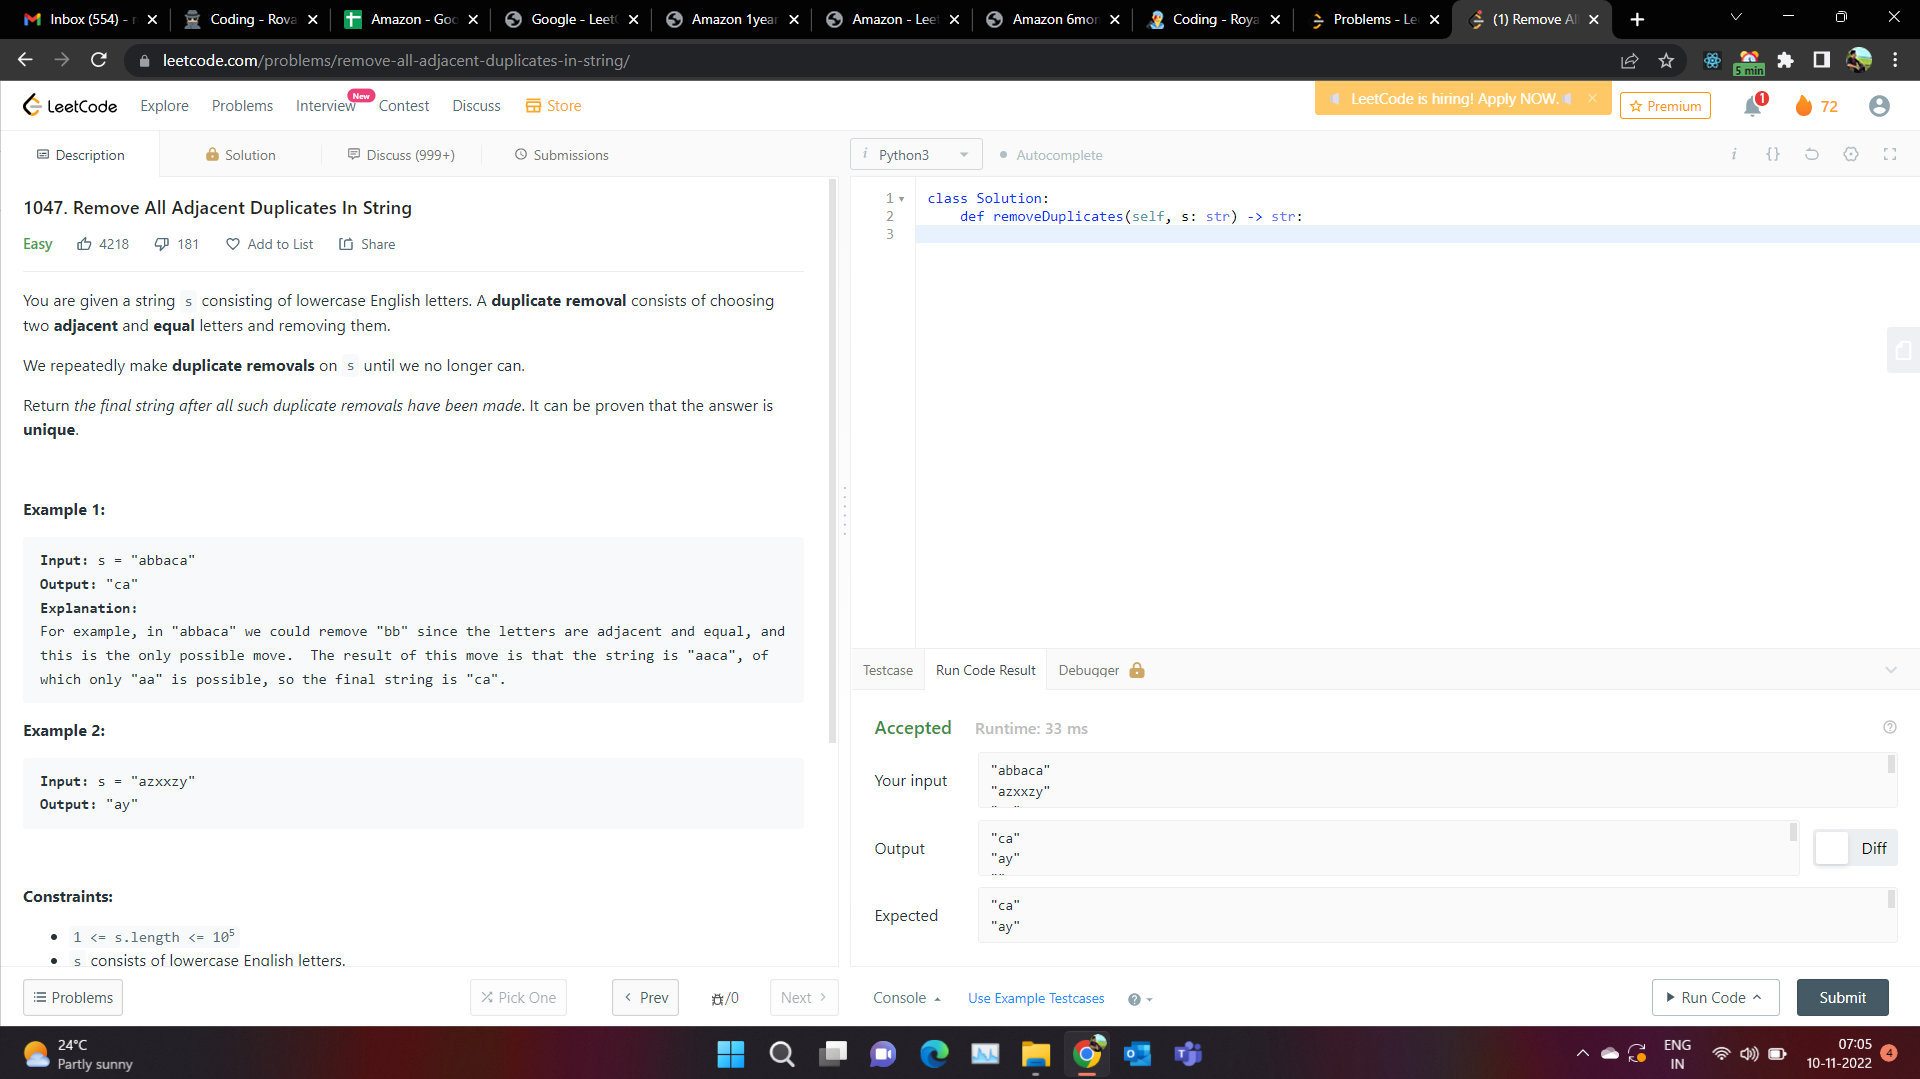 Inbox (554) - r
Coding - Rova
Amazon - Goo
Google - Leet
Amazon 1year
Amazon - Leet
Amazon 6mon
Coding - Roya
Problems - Le
(1) Remove Al
leetcode.com/problems/remove-all-adjacent-duplicates-in-string/
5 min
LeetCode Explore Problems Interview New Contest Discuss Store
LeetCode is hiring! Apply NOW.
Premium 1 72
Description Solution Discuss (999+) Submissions
i Python3 Autocomplete
i {}
1047. Remove All Adjacent Duplicates In String
Easy 4218 181 Add to List Share
You are given a string s consisting of lowercase English letters. A duplicate removal consists of choosing
two adjacent and equal letters and removing them.
We repeatedly make duplicate removals on s until we no longer can.
Return the final string after all such duplicate removals have been made. It can be proven that the answer is
unique.
Example 1:
Input: s = "abbaca"
Output: "ca"
Explanation:
For example, in "abbaca" we could remove "bb" since the letters are adjacent and equal, and
this is the only possible move.  The result of this move is that the string is "aaca", of
which only "aa" is possible, so the final string is "ca".
Example 2:
Input: s = "azxxzy"
Output: "ay"
Constraints:
1 <= s.length <= 10⁵
s consists of lowercase English letters.
Problems Pick One Prev /0 Next
1 class Solution:
2     def removeDuplicates(self, s: str) -> str:
3
Testcase Run Code Result Debugger
Accepted Runtime: 33 ms
Your input
"abbaca"
"azxxzy"
Output
"ca"
"ay"
Diff
Expected
"ca"
"ay"
Console Use Example Testcases Run Code Submit
24°C
Partly sunny
ENG
IN
07:05
10-11-2022
4